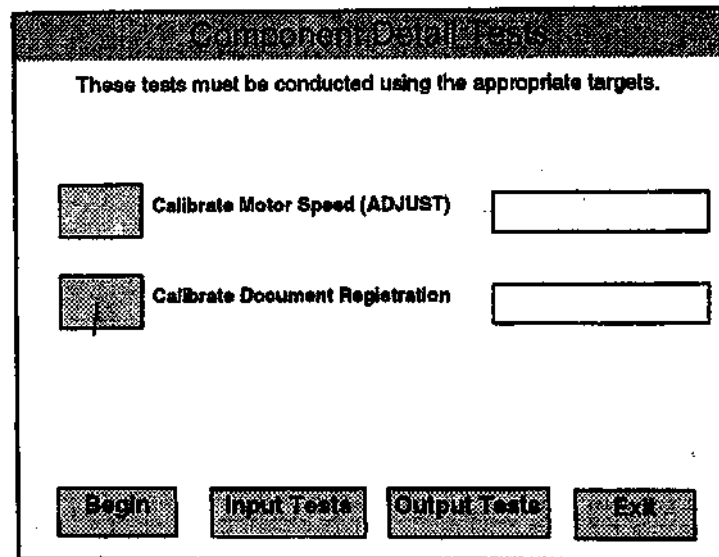 Component Detail Tests
These tests must be conducted using the appropriate targets.
Calibrate Motor Speed (ADJUST)
Calibrate Document Registration
Begin Input Tests Output Tests Exit